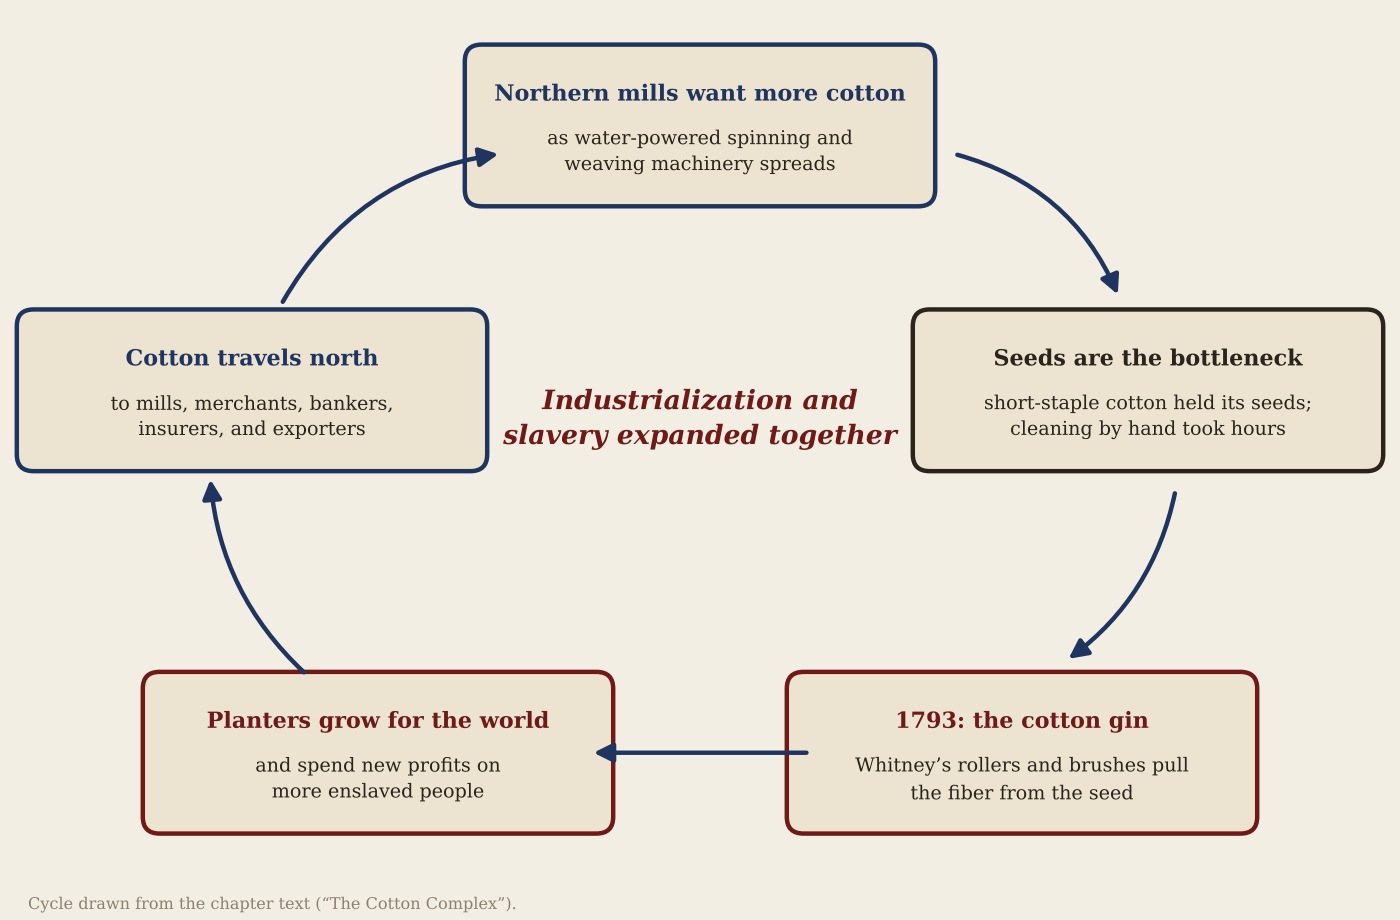 Northern mills want more cotton
as water-powered spinning and
weaving machinery spreads
Seeds are the bottleneck
short-staple cotton held its seeds;
cleaning by hand took hours
1793: the cotton gin
Whitney’s rollers and brushes pull
the fiber from the seed
Planters grow for the world
and spend new profits on
more enslaved people
Cotton travels north
to mills, merchants, bankers,
insurers, and exporters
Industrialization and
slavery expanded together
Cycle drawn from the chapter text (“The Cotton Complex”).